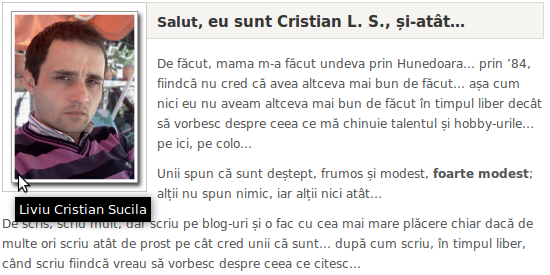 Salut, eu sunt Cristian L. S., și-atât...
De făcut, mama m-a făcut undeva prin Hunedoara... prin ’84,
fiindcă nu cred că avea altceva mai bun de făcut... așa cum
nici eu nu aveam altceva mai bun de făcut în timpul liber decât
să vorbesc despre ceea ce mă chinuie talentul și hobby-urile...
pe ici, pe colo...
Unii spun că sunt deștept, frumos și modest, foarte modest;
alții nu spun nimic, iar alții nici atât...
Liviu Cristian Sucila
De scris, scriu mult, dar scriu pe blog-uri și o fac cu cea mai mare plăcere chiar dacă de
multe ori scriu atât de prost pe cât cred unii că sunt... după cum scriu, în timpul liber,
când scriu fiindcă vreau să vorbesc despre ceea ce citesc...